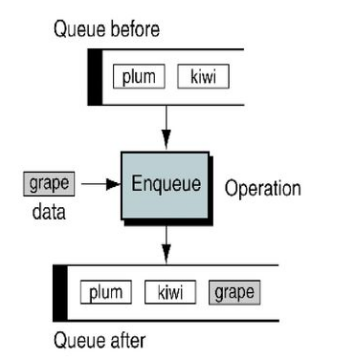 Queue before
plum kiwi
grape
Enqueue
Operation
data
plum kiwi grape
Queue after